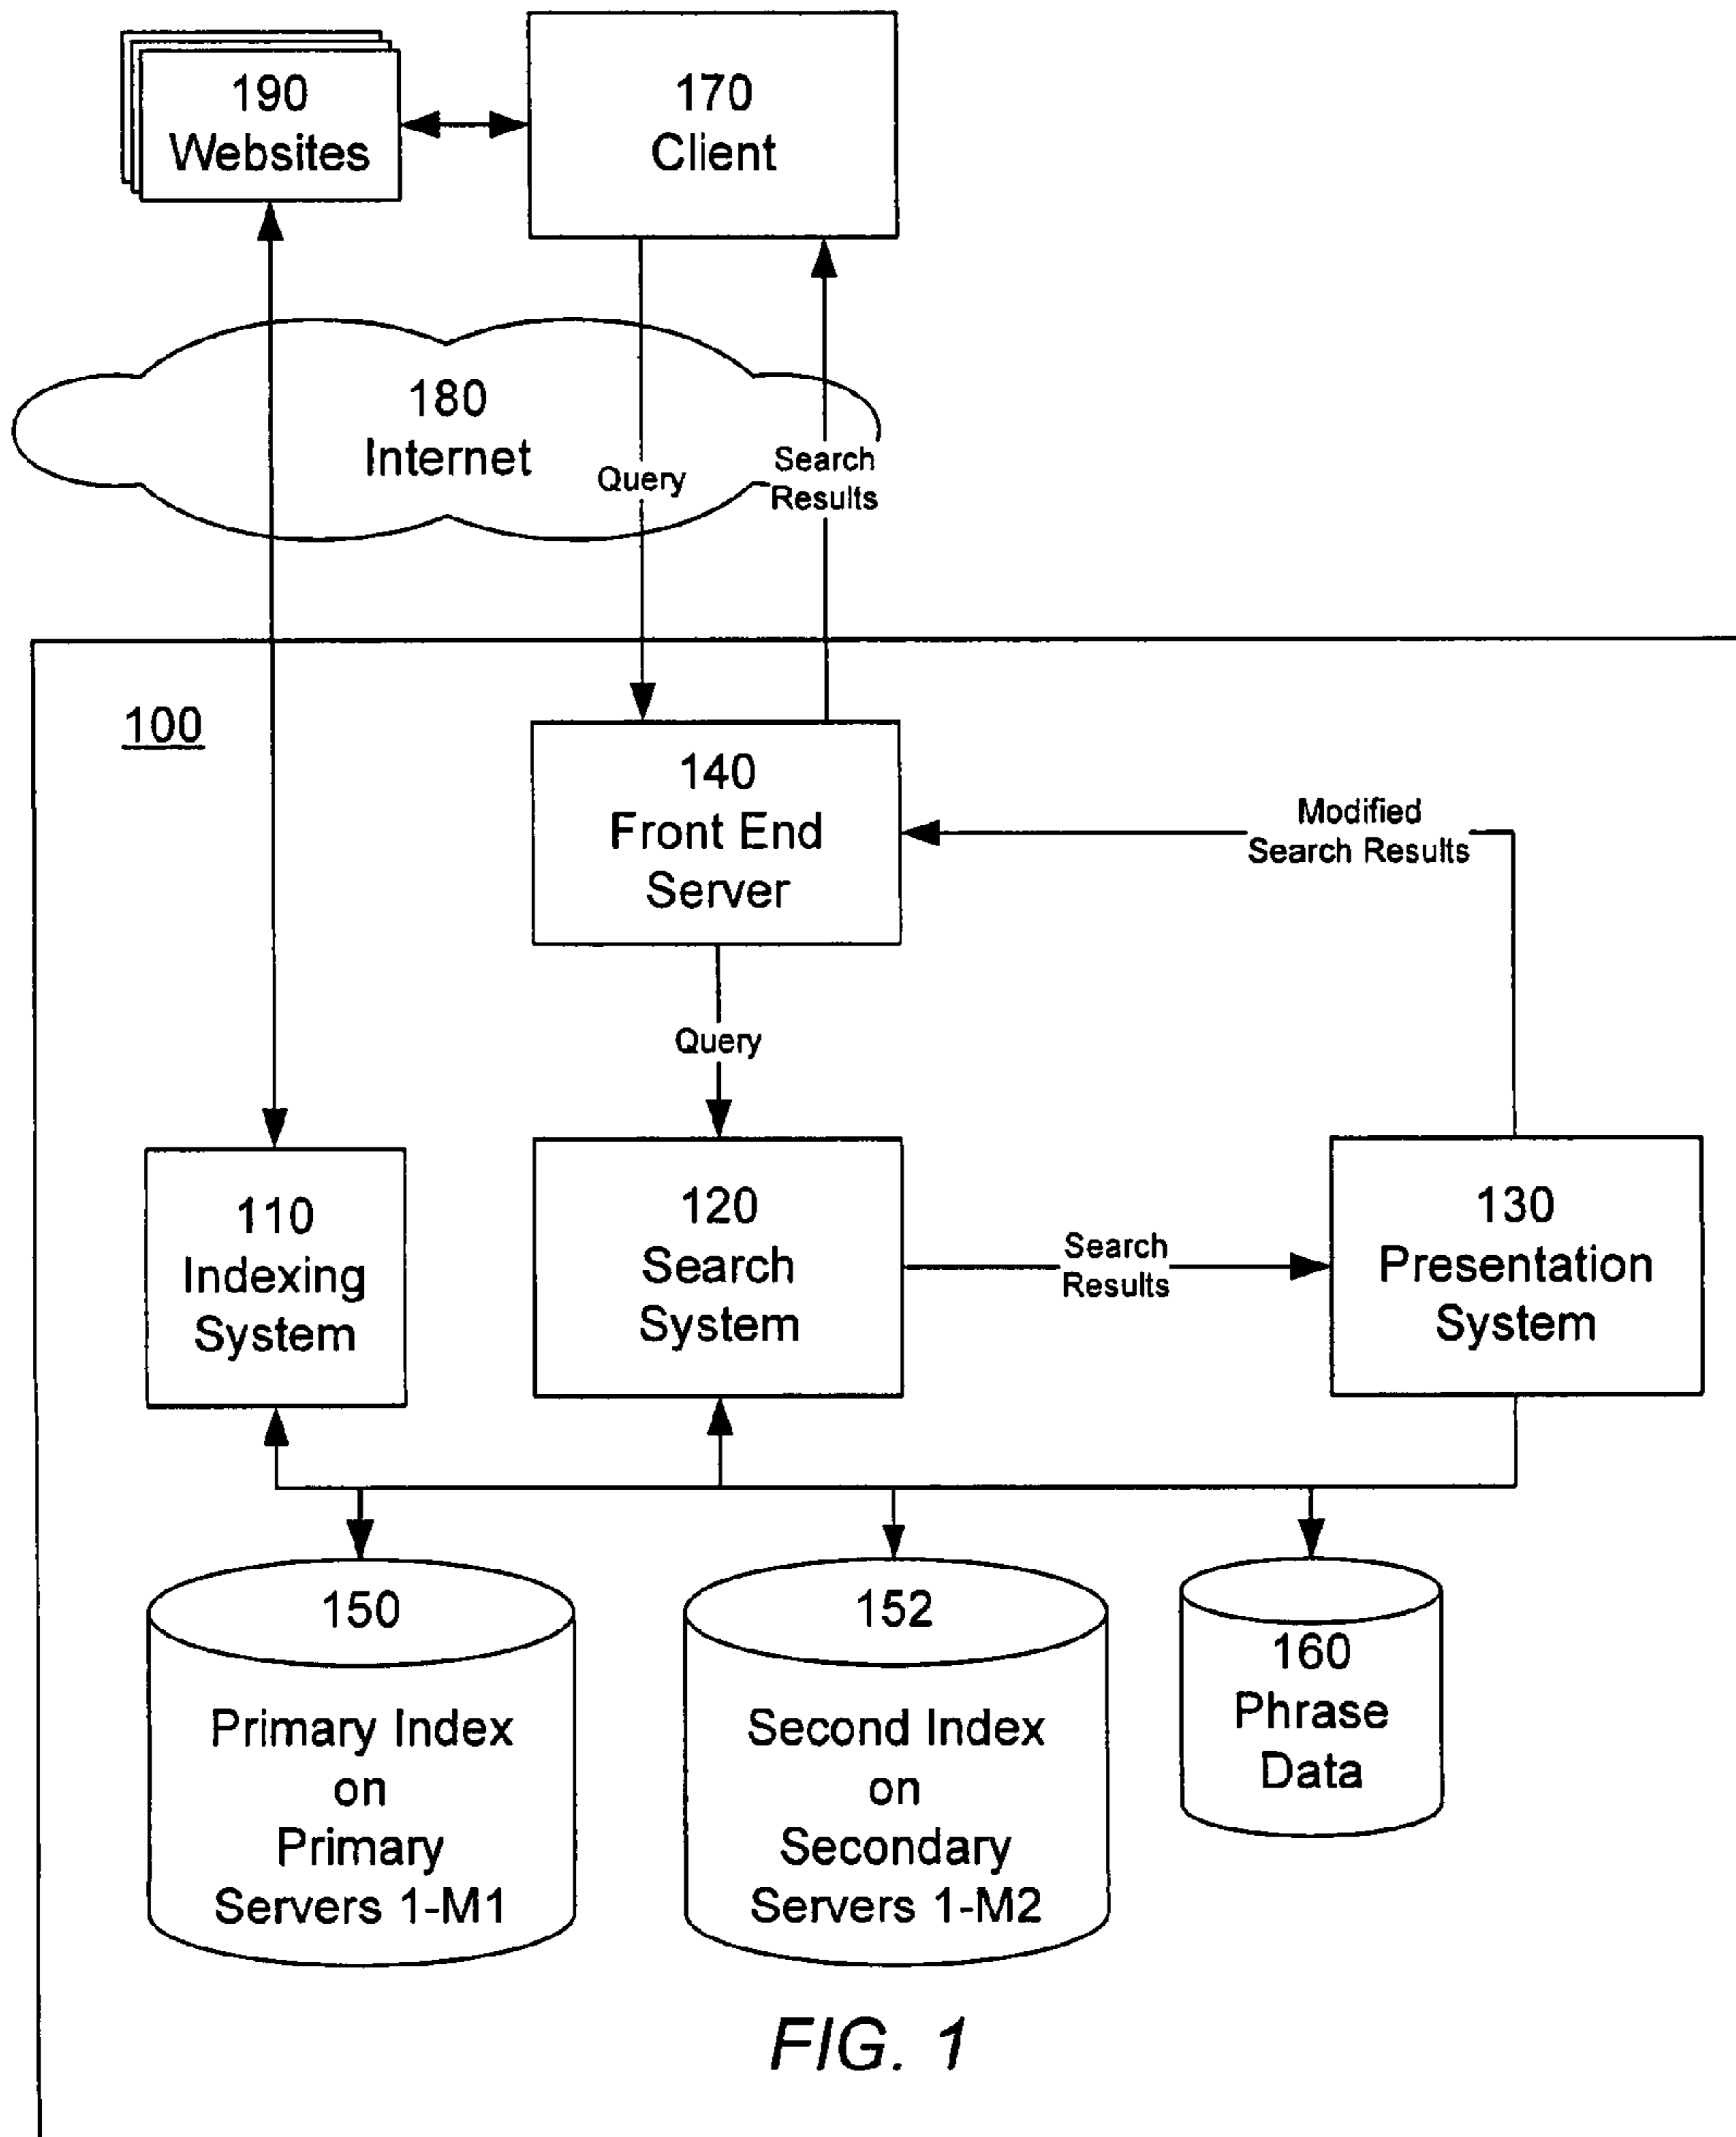 190
Websites
170
Client
180
Internet
Query
Search
Results
100
140
Front End
Server
Modified
Search Results
Query
110
Indexing
System
120
Search
System
Search
Results
130
Presentation
System
150
Primary Index
on
Primary
Servers 1-M1
152
Second Index
on
Secondary
Servers 1-M2
160
Phrase
Data
FIG. 1